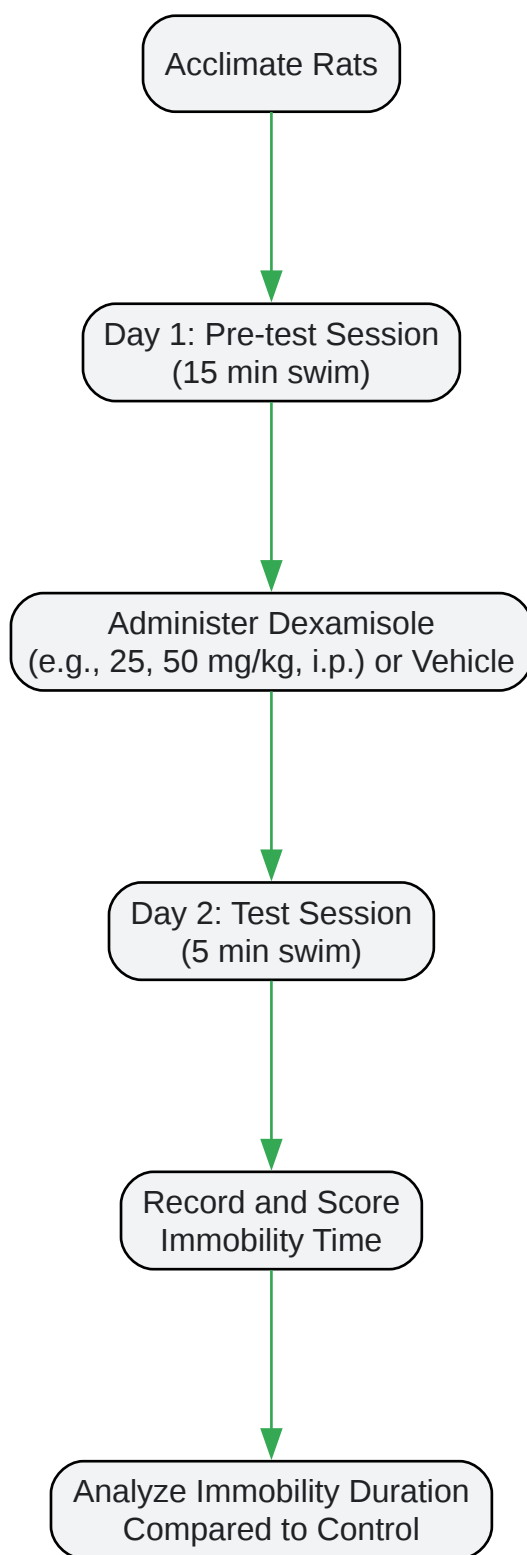 Acclimate Rats
Day 1: Pre-test Session
(15 min swim)
Administer Dexamisole
(e.g., 25, 50 mg/kg, i.p.) or Vehicle
Day 2: Test Session
(5 min swim)
Record and Score
Immobility Time
Analyze Immobility Duration
Compared to Control